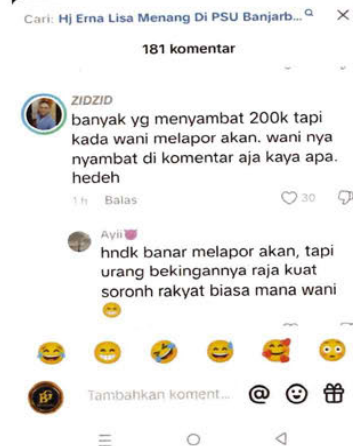 Cari: Hj Erna Lisa Menang Di PSU Banjarb...
181 komentar
ZIDZID
banyak yg menyambat 200k tapi
kada wani melapor akan. wani nya
nyambat di komentar aja kaya apa.
hedeh
1 h Balas 30
Ayii😈
hndk banar melapor akan, tapi
urang bekingannya raja kuat
soronh rakyat biasa mana wani
😁
😂 😁 🤣 😅 🥰 😳
Tambahkan koment... @